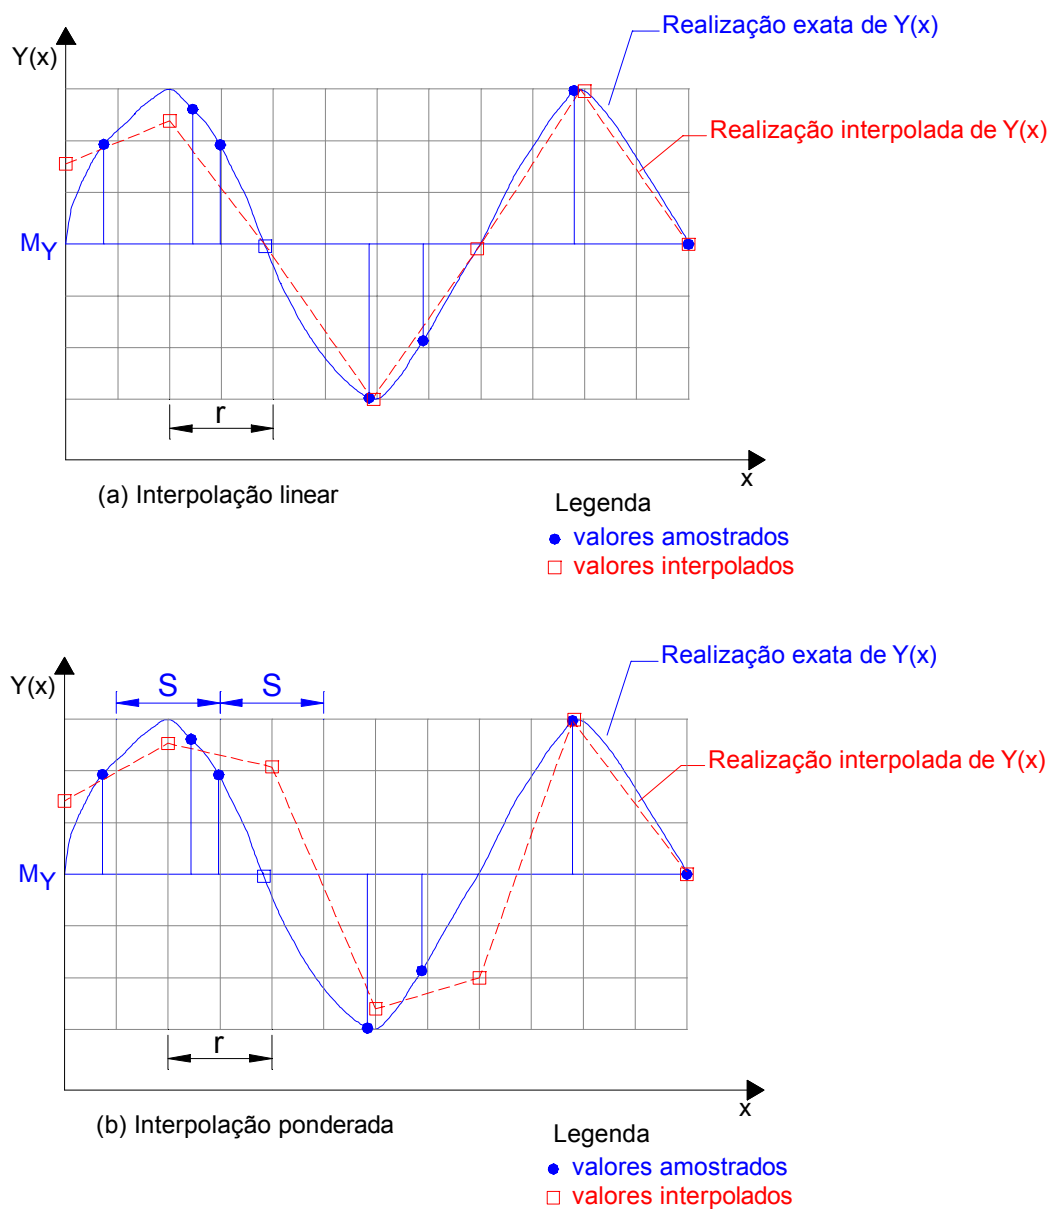 Realização exata de Y(x)
Y(x)
Realização interpolada de Y(x)
MY
r
x
(a) Interpolação linear
Legenda
valores amostrados
valores interpolados
Realização exata de Y(x)
Y(x)
S S
Realização interpolada de Y(x)
MY
r
x
(b) Interpolação ponderada
Legenda
valores amostrados
valores interpolados